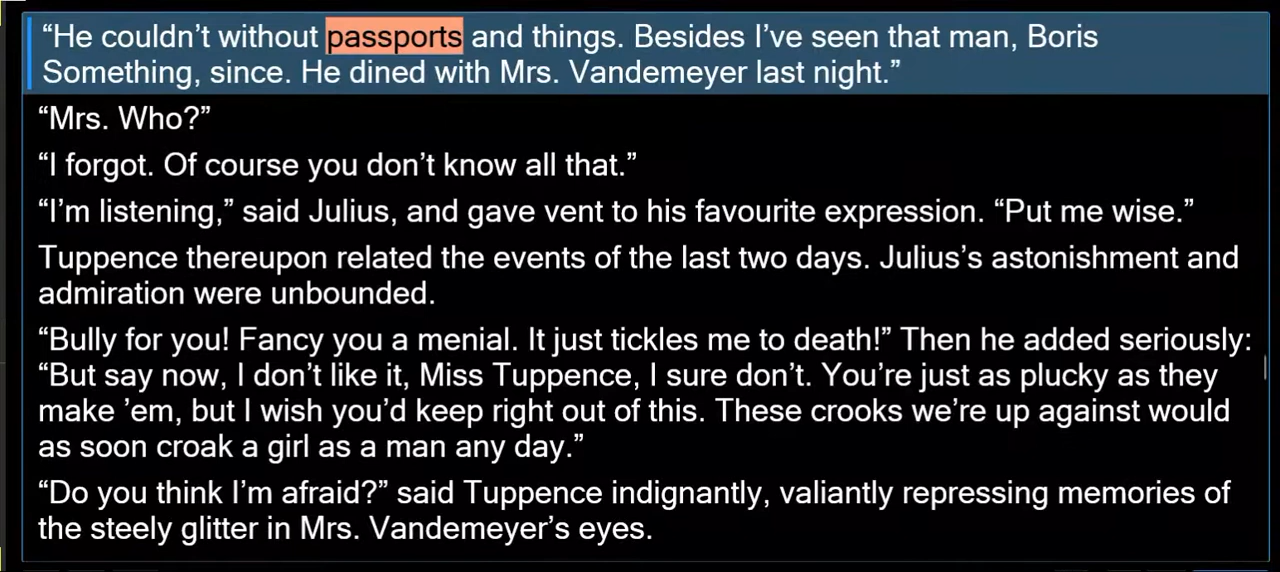 “He couldn’t without passports and things. Besides I’ve seen that man, Boris
Something, since. He dined with Mrs. Vandemeyer last night.”
“Mrs. Who?”
“I forgot. Of course you don’t know all that.”
“I’m listening,” said Julius, and gave vent to his favourite expression. “Put me wise.”
Tuppence thereupon related the events of the last two days. Julius’s astonishment and
admiration were unbounded.
“Bully for you! Fancy you a menial. It just tickles me to death!” Then he added seriously:
“But say now, I don’t like it, Miss Tuppence, I sure don’t. You’re just as plucky as they
make ’em, but I wish you’d keep right out of this. These crooks we’re up against would
as soon croak a girl as a man any day.”
“Do you think I’m afraid?” said Tuppence indignantly, valiantly repressing memories of
the steely glitter in Mrs. Vandemeyer’s eyes.